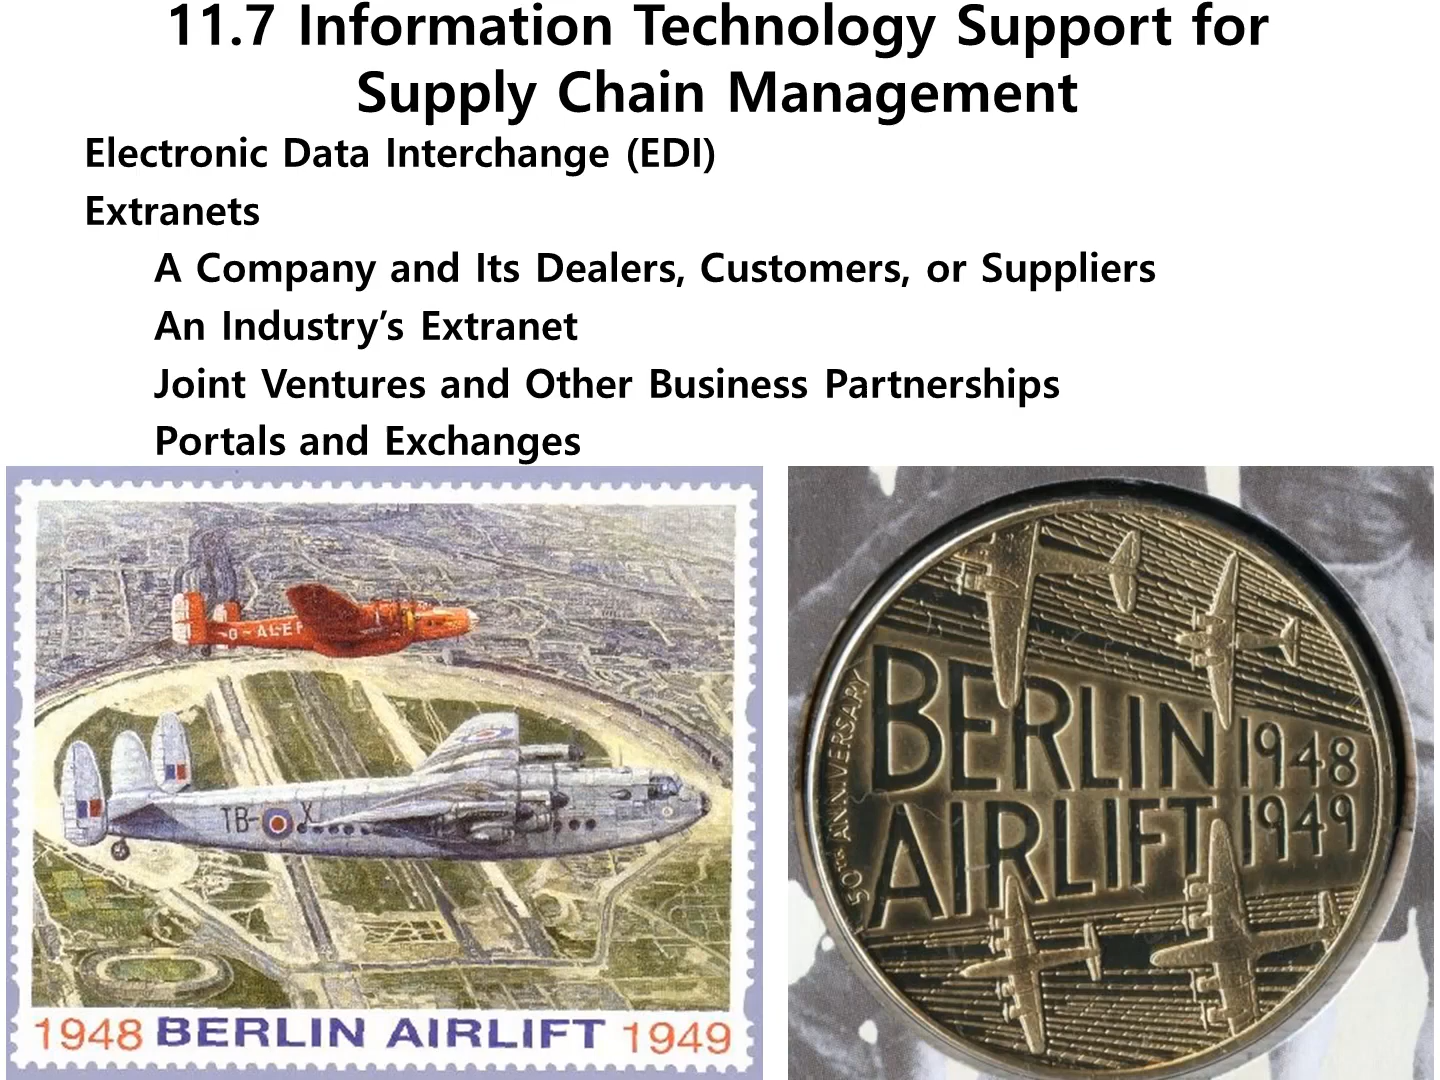 11.7 Information Technology Support for
Supply Chain Management
Electronic Data Interchange (EDI)
Extranets
A Company and Its Dealers, Customers, or Suppliers
An Industry’s Extranet
Joint Ventures and Other Business Partnerships
Portals and Exchanges
TB-X
1948 BERLIN AIRLIFT 1949
50TH ANNIVERSARY
BERLIN 1948
AIRLIFT 1949